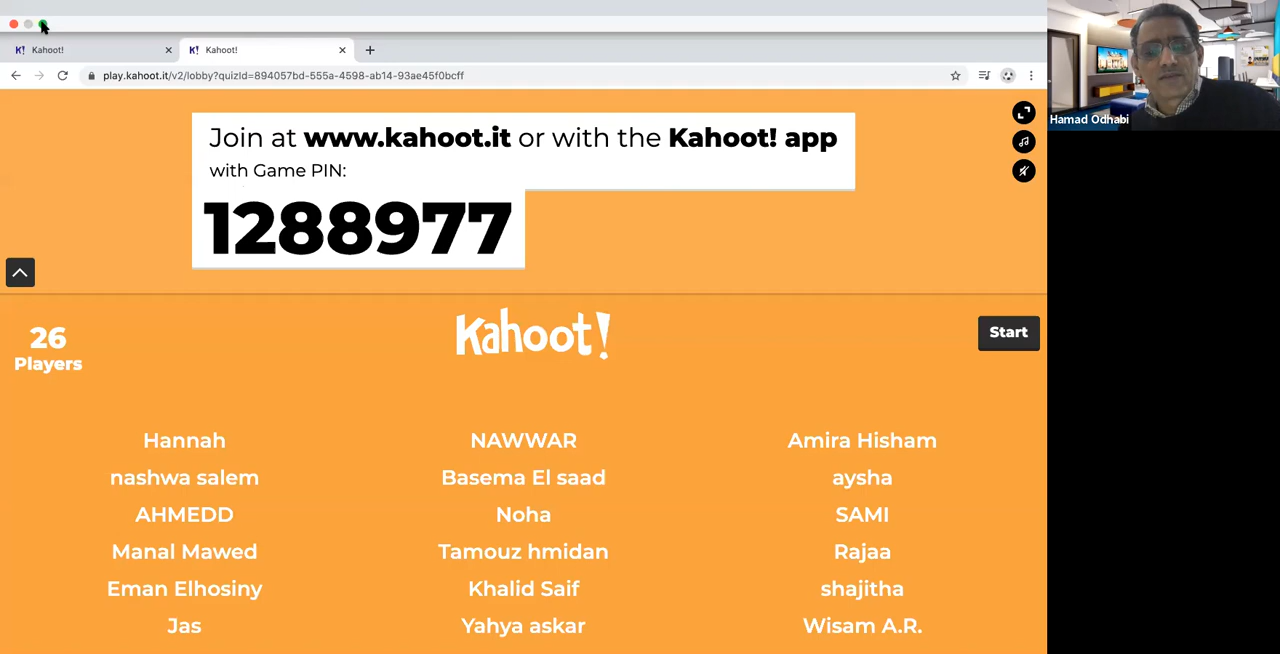 Kahoot!
Kahoot!
play.kahoot.it/v2/lobby?quizId=894057bd-555a-4598-ab14-93ae45f0bcff
Hamad Odhabi
Join at www.kahoot.it or with the Kahoot! app
with Game PIN:
1288977
26
Players
Kahoot!
Start
Hannah NAWWAR Amira Hisham
nashwa salem Basema El saad aysha
AHMEDD Noha SAMI
Manal Mawed Tamouz hmidan Rajaa
Eman Elhosiny Khalid Saif shajitha
Jas Yahya askar Wisam A.R.